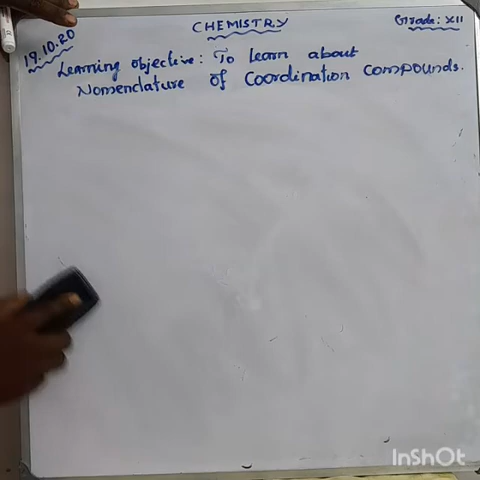 19.10.20
CHEMISTRY
Grade: XII
Learning objective: To learn about
Nomenclature of Coordination Compounds.
InShOt